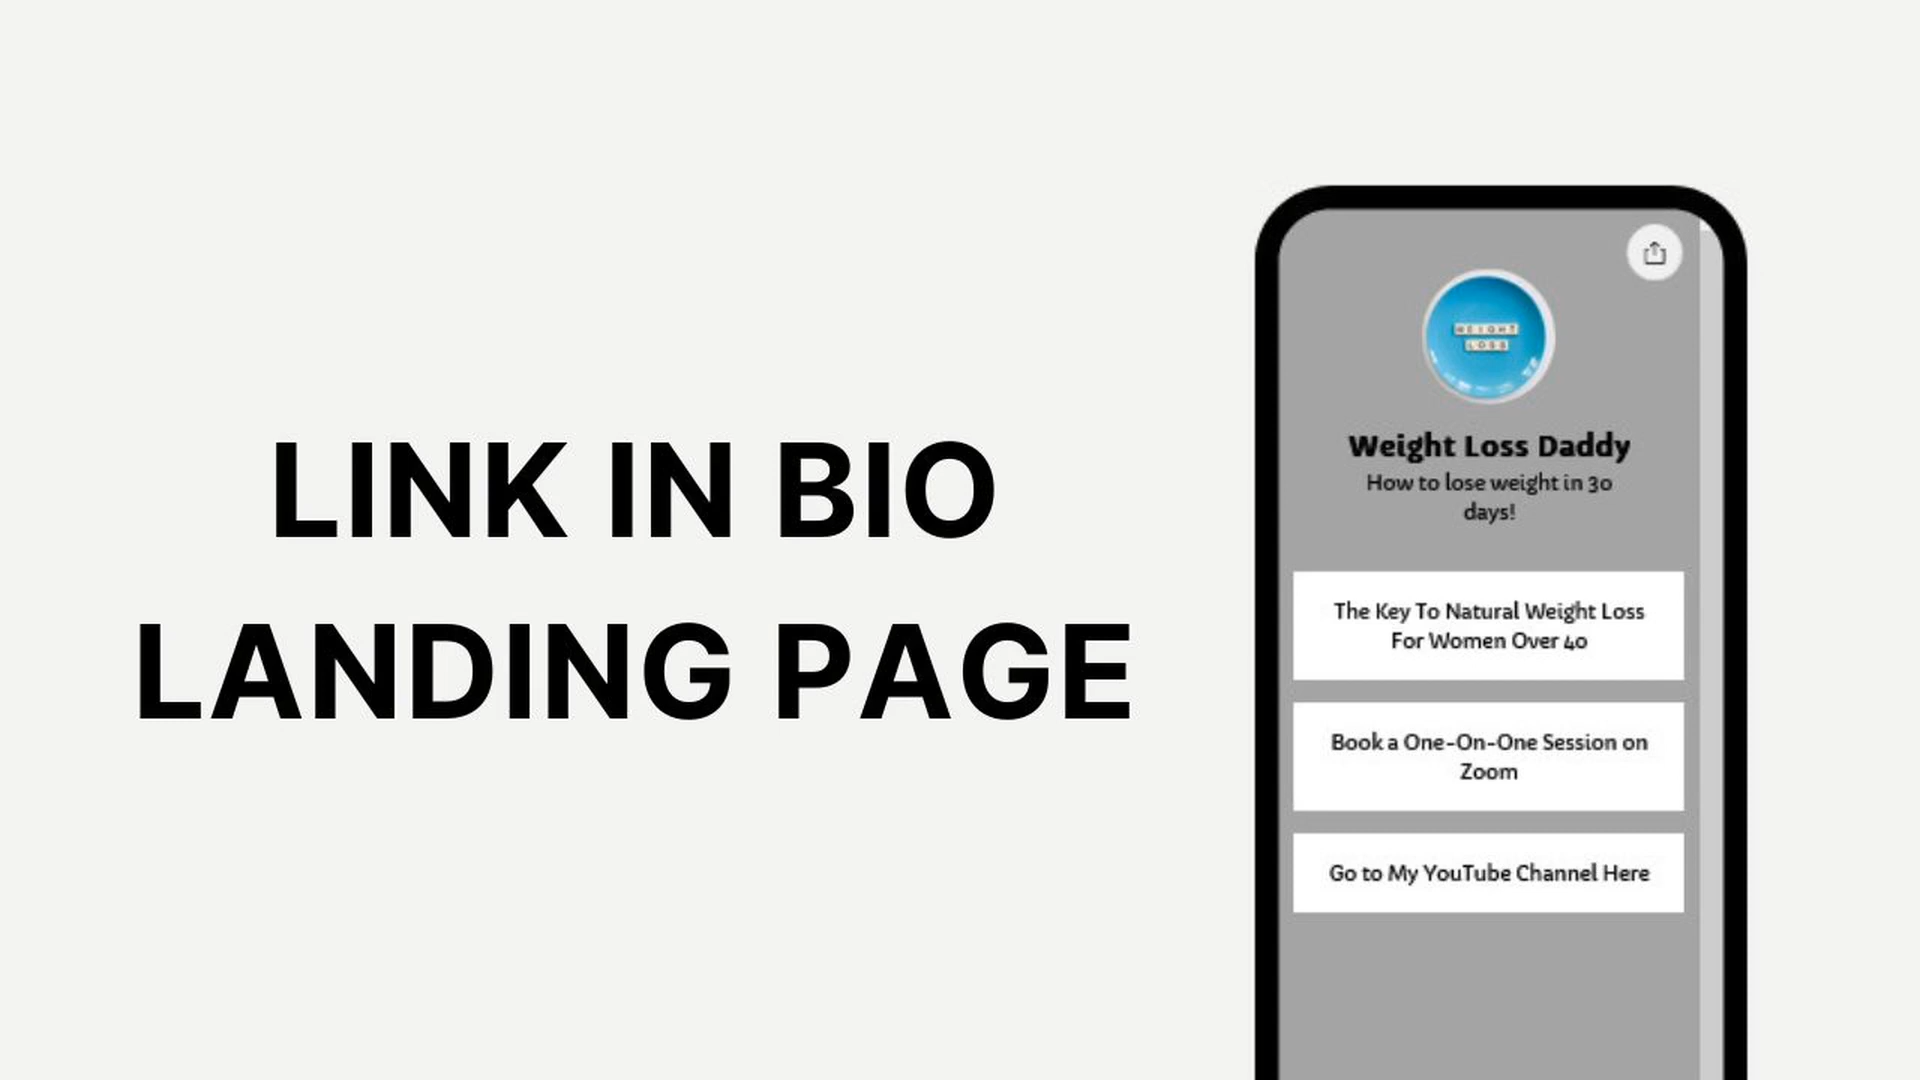 LINK IN BIO
LANDING PAGE
WEIGHT
LOSS
Weight Loss Daddy
How to lose weight in 30
days!
The Key To Natural Weight Loss
For Women Over 40
Book a One-On-One Session on
Zoom
Go to My YouTube Channel Here